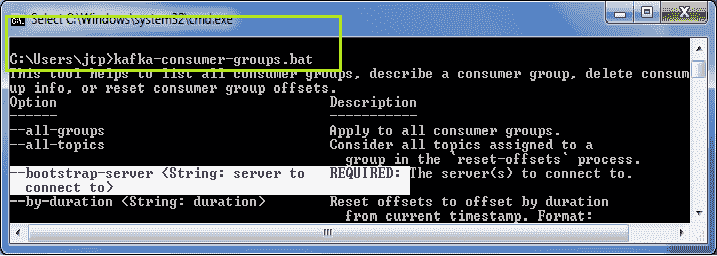 Select C:\Windows\system32\cmd.exe
C:\Users\jtp>kafka-consumer-groups.bat
This tool helps to list all consumer groups, describe a consumer group, delete consum
up info, or reset consumer group offsets.
Option Description
------ -----------
--all-groups Apply to all consumer groups.
--all-topics Consider all topics assigned to a
group in the `reset-offsets` process.
--bootstrap-server <String: server to REQUIRED: The server(s) to connect to.
connect to>
--by-duration <String: duration> Reset offsets to offset by duration
from current timestamp. Format: